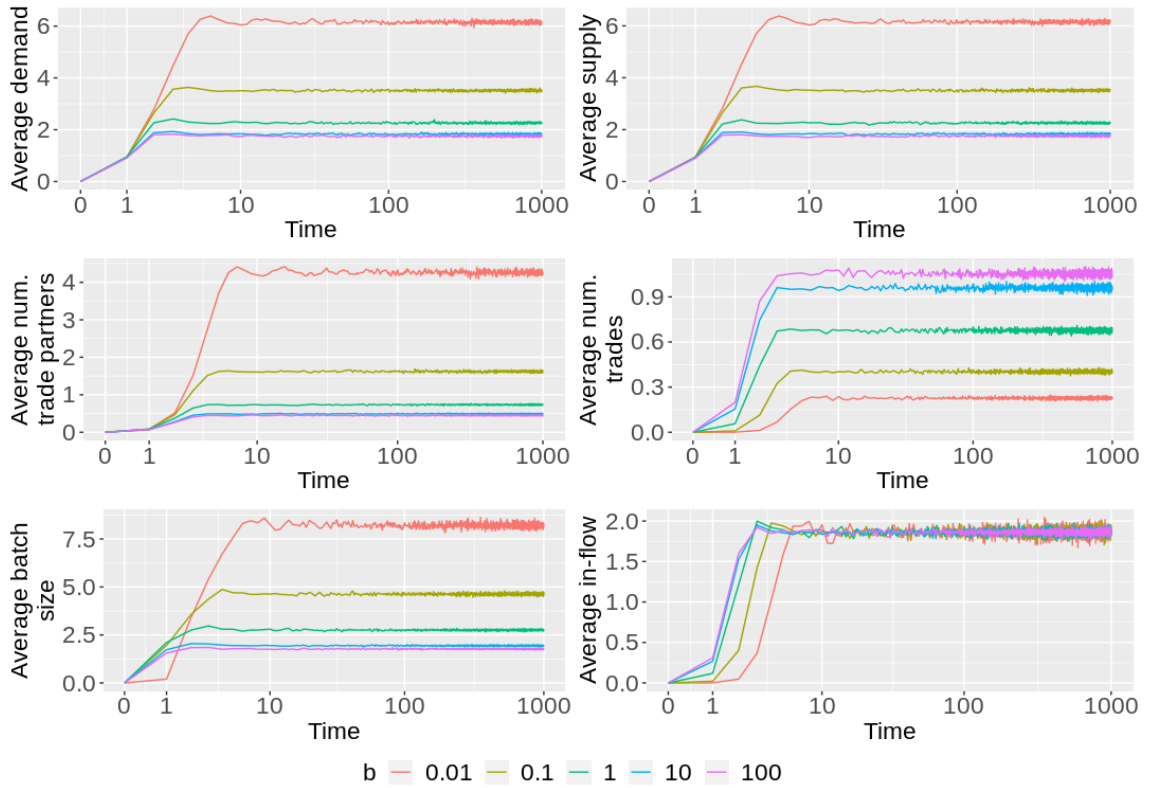 Average demand
6
4
2
0
0 1 10 100 1000
Time
Average supply
6
4
2
0
0 1 10 100 1000
Time
Average num.
trade partners
4
3
2
1
0
0 1 10 100 1000
Time
Average num.
trades
0.9
0.6
0.3
0.0
0 1 10 100 1000
Time
Average batch
size
7.5
5.0
2.5
0.0
0 1 10 100 1000
Time
Average in-flow
2.0
1.5
1.0
0.5
0.0
0 1 10 100 1000
Time
b 0.01 0.1 1 10 100